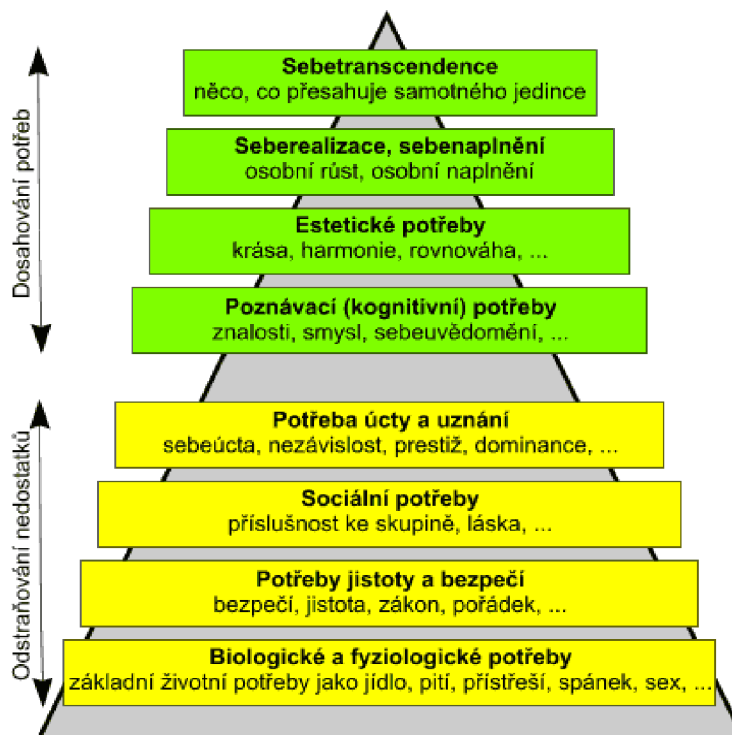 Sebetranscendence
něco, co přesahuje samotného jedince
Seberealizace, sebenaplnění
osobní růst, osobní naplnění
Estetické potřeby
krása, harmonie, rovnováha, ...
Poznávací (kognitivní) potřeby
znalosti, smysl, sebeuvědomění, ...
Dosahování potřeb
Potřeba úcty a uznání
sebeúcta, nezávislost, prestiž, dominance, ...
Sociální potřeby
příslušnost ke skupině, láska, ...
Potřeby jistoty a bezpečí
bezpečí, jistota, zákon, pořádek, ...
Biologické a fyziologické potřeby
základní životní potřeby jako jídlo, pití, přístřeší, spánek, sex, ...
Odstraňování nedostatků